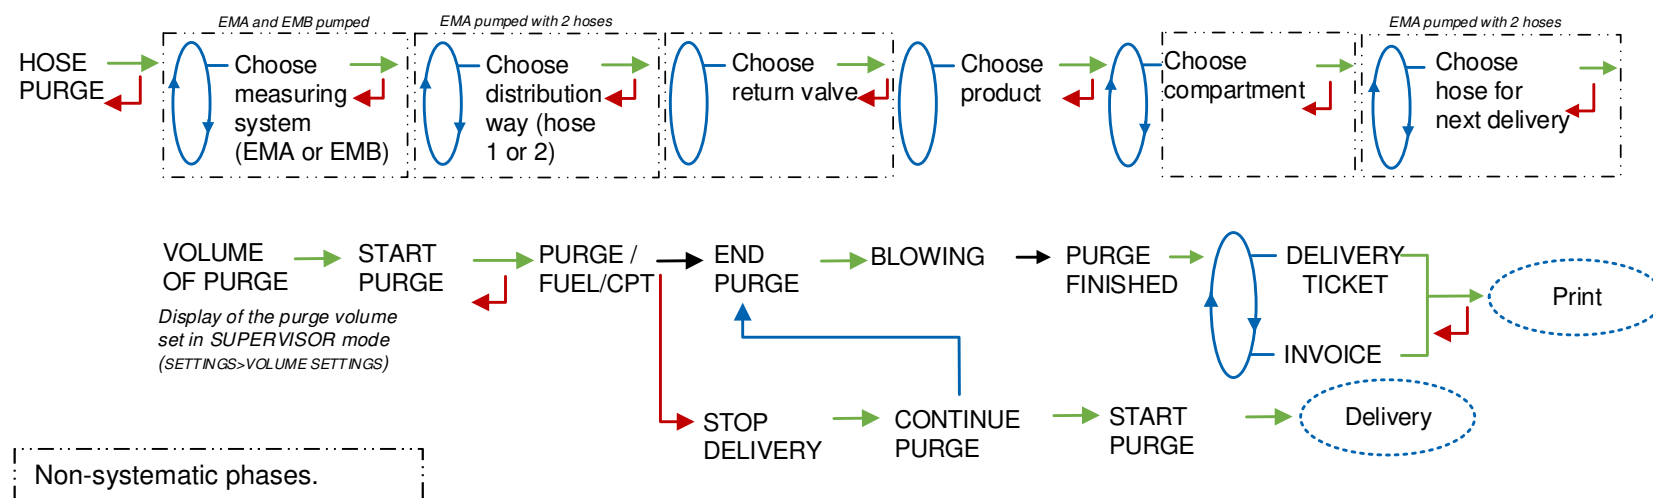 EMA and EMB pumped
EMA pumped with 2 hoses
EMA pumped with 2 hoses
HOSE
PURGE
Choose
measuring
system
(EMA or EMB)
Choose
distribution
way (hose
1 or 2)
Choose
return valve
Choose
product
Choose
compartment
Choose
hose for
next delivery
VOLUME
OF PURGE
START
PURGE
PURGE /
FUEL/CPT
END
PURGE
BLOWING
PURGE
FINISHED
DELIVERY
TICKET
INVOICE
Print
Display of the purge volume
set in SUPERVISOR mode
(SETTINGS>VOLUME SETTINGS)
STOP
DELIVERY
CONTINUE
PURGE
START
PURGE
Delivery
Non-systematic phases.